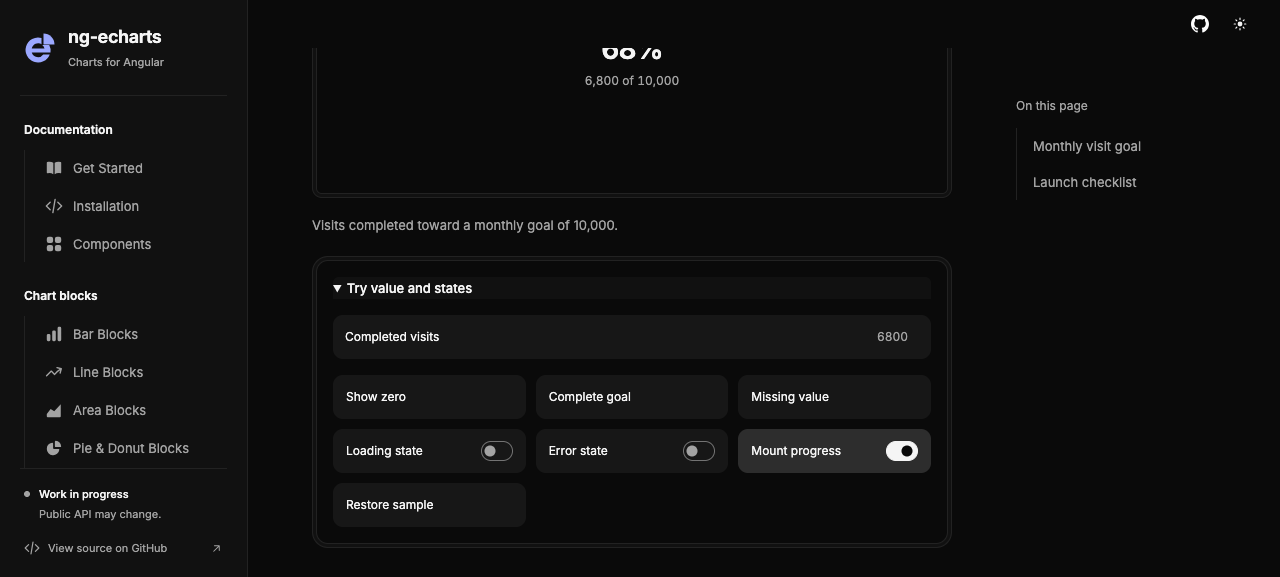 ng-echarts
Charts for Angular
Documentation
Get Started
Installation
Components
Chart blocks
Bar Blocks
Line Blocks
Area Blocks
Pie & Donut Blocks
Work in progress
Public API may change.
View source on GitHub
68%
6,800 of 10,000
Visits completed toward a monthly goal of 10,000.
Try value and states
Completed visits 6800
Show zero Complete goal Missing value
Loading state Error state Mount progress
Restore sample
On this page
Monthly visit goal
Launch checklist